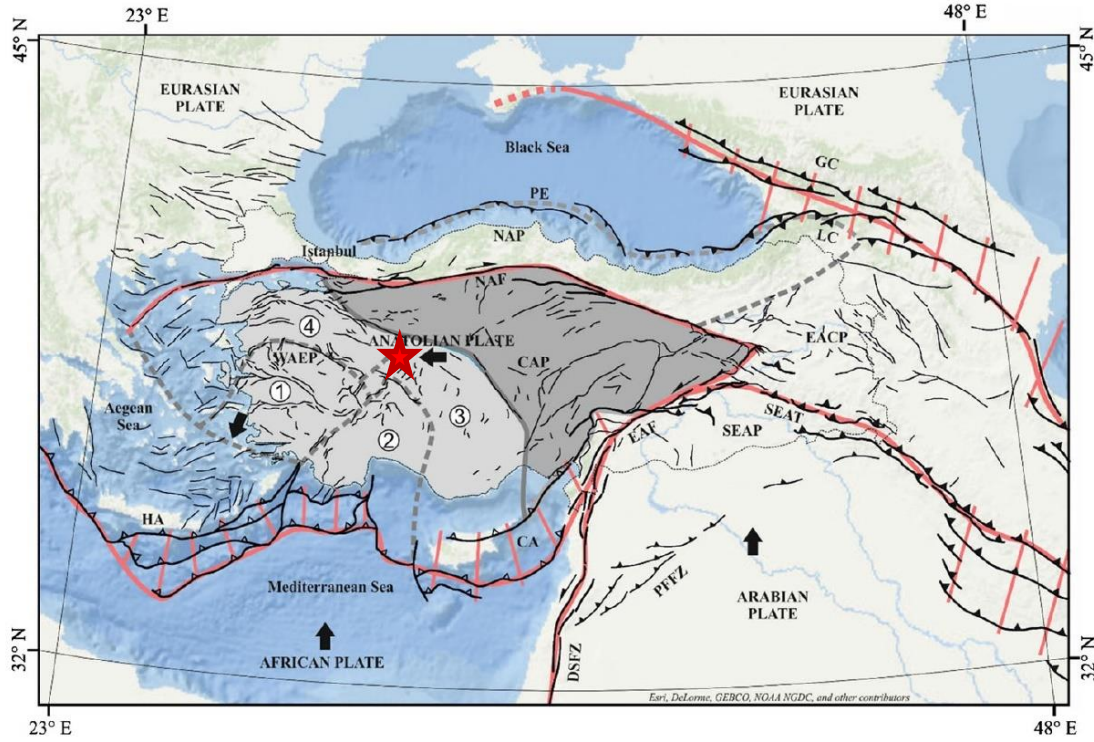 23° E
48° E
45° N
45° N
EURASIAN
PLATE
EURASIAN
PLATE
Black Sea
GC
PE
NAP
LC
Istanbul
NAF
④
ANATOLIAN PLATE
EACP
WAEP
CAP
①
Aegean
Sea
③
SEAT
②
EAF
SEAP
HA
CA
Mediterranean Sea
PFFZ
ARABIAN
PLATE
AFRICAN PLATE
DSFZ
32° N
32° N
Esri, DeLorme, GEBCO, NOAA NGDC, and other contributors
23° E
48° E